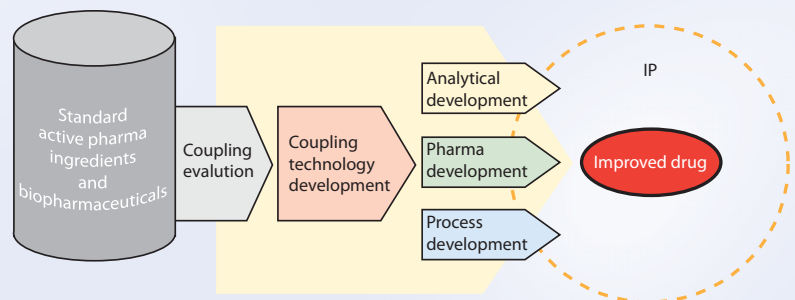 Standard
active pharma
ingredients
and
biopharmaceuticals
Coupling
evalution
Coupling
technology
development
Analytical
development
Pharma
development
Process
development
IP
Improved drug